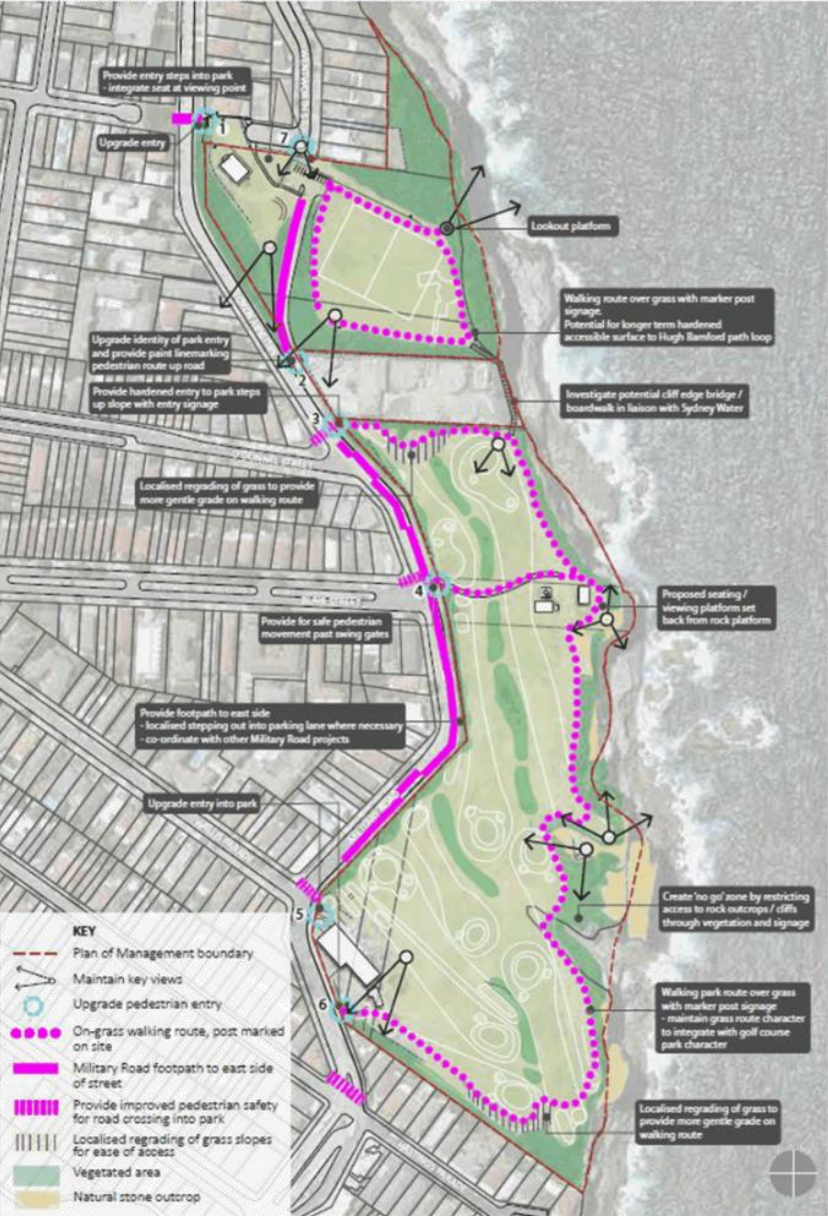 Provide entry steps into park
- integrate seat at viewing point
1
Upgrade entry
7
Lookout platform
Walking route over grass with marker post
signage.
Potential for longer term hardened
accessible surface to Hugh Bamford path loop
Upgrade identity of park entry
and provide paint linemarking
pedestrian route up road
2
Provide hardened entry to park steps
up slope with entry signage
3
Investigate potential cliff edge bridge /
boardwalk in liaison with Sydney Water
Localised regrading of grass to provide
more gentle grade on walking route
4
BLAIR STREET
Proposed seating /
viewing platform set
back from rock platform
Provide for safe pedestrian
movement past swing gates
Provide footpath to east side
- localised stepping out into parking lane where necessary
- co-ordinate with other Military Road projects
Upgrade entry into park
5
Create 'no go' zone by restricting
access to rock outcrops / cliffs
through vegetation and signage
6
Walking park route over grass
with marker post signage
- maintain grass route character
to integrate with golf course
park character
Localised regrading of grass to
provide more gentle grade on
walking route
KEY
Plan of Management boundary
Maintain key views
Upgrade pedestrian entry
On-grass walking route, post marked
on site
Military Road footpath to east side
of street
Provide improved pedestrian safety
for road crossing into park
Localised regrading of grass slopes
for ease of access
Vegetated area
Natural stone outcrop